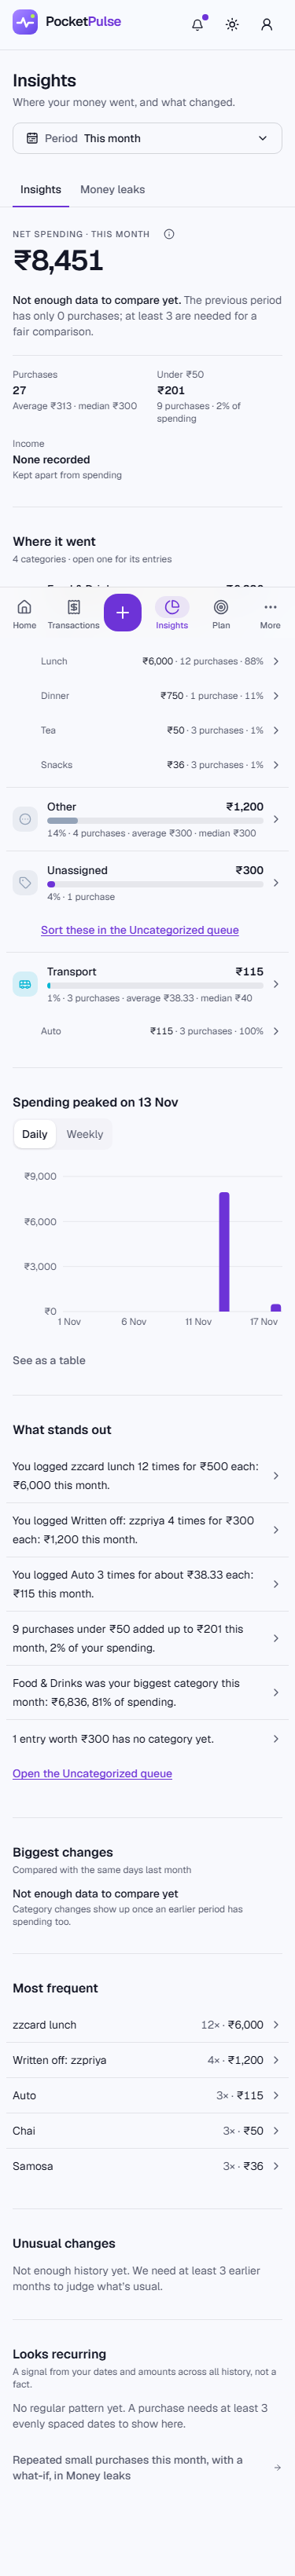 PocketPulse
Insights
Where your money went, and what changed.
Period This month
Insights Money leaks
NET SPENDING · THIS MONTH
₹8,451
Not enough data to compare yet. The previous period
has only 0 purchases; at least 3 are needed for a
fair comparison.
Purchases
27
Average ₹313 · median ₹300
Under ₹50
₹201
9 purchases · 2% of
spending
Income
None recorded
Kept apart from spending
Where it went
4 categories · open one for its entries
Home Transactions Insights Plan More
Lunch ₹6,000 · 12 purchases · 88%
Dinner ₹750 · 1 purchase · 11%
Tea ₹50 · 3 purchases · 1%
Snacks ₹36 · 3 purchases · 1%
Other ₹1,200
14% · 4 purchases · average ₹300 · median ₹300
Unassigned ₹300
4% · 1 purchase
Sort these in the Uncategorized queue
Transport ₹115
1% · 3 purchases · average ₹38.33 · median ₹40
Auto ₹115 · 3 purchases · 100%
Spending peaked on 13 Nov
Daily Weekly
₹9,000
₹6,000
₹3,000
₹0
1 Nov 6 Nov 11 Nov 17 Nov
See as a table
What stands out
You logged zzcard lunch 12 times for ₹500 each:
₹6,000 this month.
You logged Written off: zzpriya 4 times for ₹300
each: ₹1,200 this month.
You logged Auto 3 times for about ₹38.33 each:
₹115 this month.
9 purchases under ₹50 added up to ₹201 this
month, 2% of your spending.
Food & Drinks was your biggest category this
month: ₹6,836, 81% of spending.
1 entry worth ₹300 has no category yet.
Open the Uncategorized queue
Biggest changes
Compared with the same days last month
Not enough data to compare yet
Category changes show up once an earlier period has
spending too.
Most frequent
zzcard lunch 12× · ₹6,000
Written off: zzpriya 4× · ₹1,200
Auto 3× · ₹115
Chai 3× · ₹50
Samosa 3× · ₹36
Unusual changes
Not enough history yet. We need at least 3 earlier
months to judge what's usual.
Looks recurring
A signal from your dates and amounts across all history, not a
fact.
No regular pattern yet. A purchase needs at least 3
evenly spaced dates to show here.
Repeated small purchases this month, with a
what-if, in Money leaks